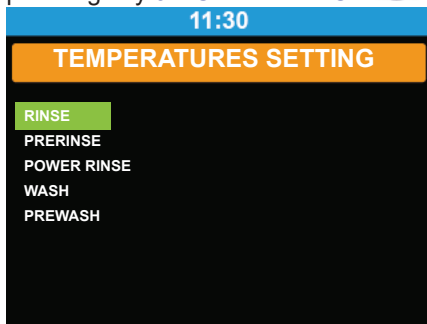 11:30
TEMPERATURES SETTING
RINSE
PRERINSE
POWER RINSE
WASH
PREWASH